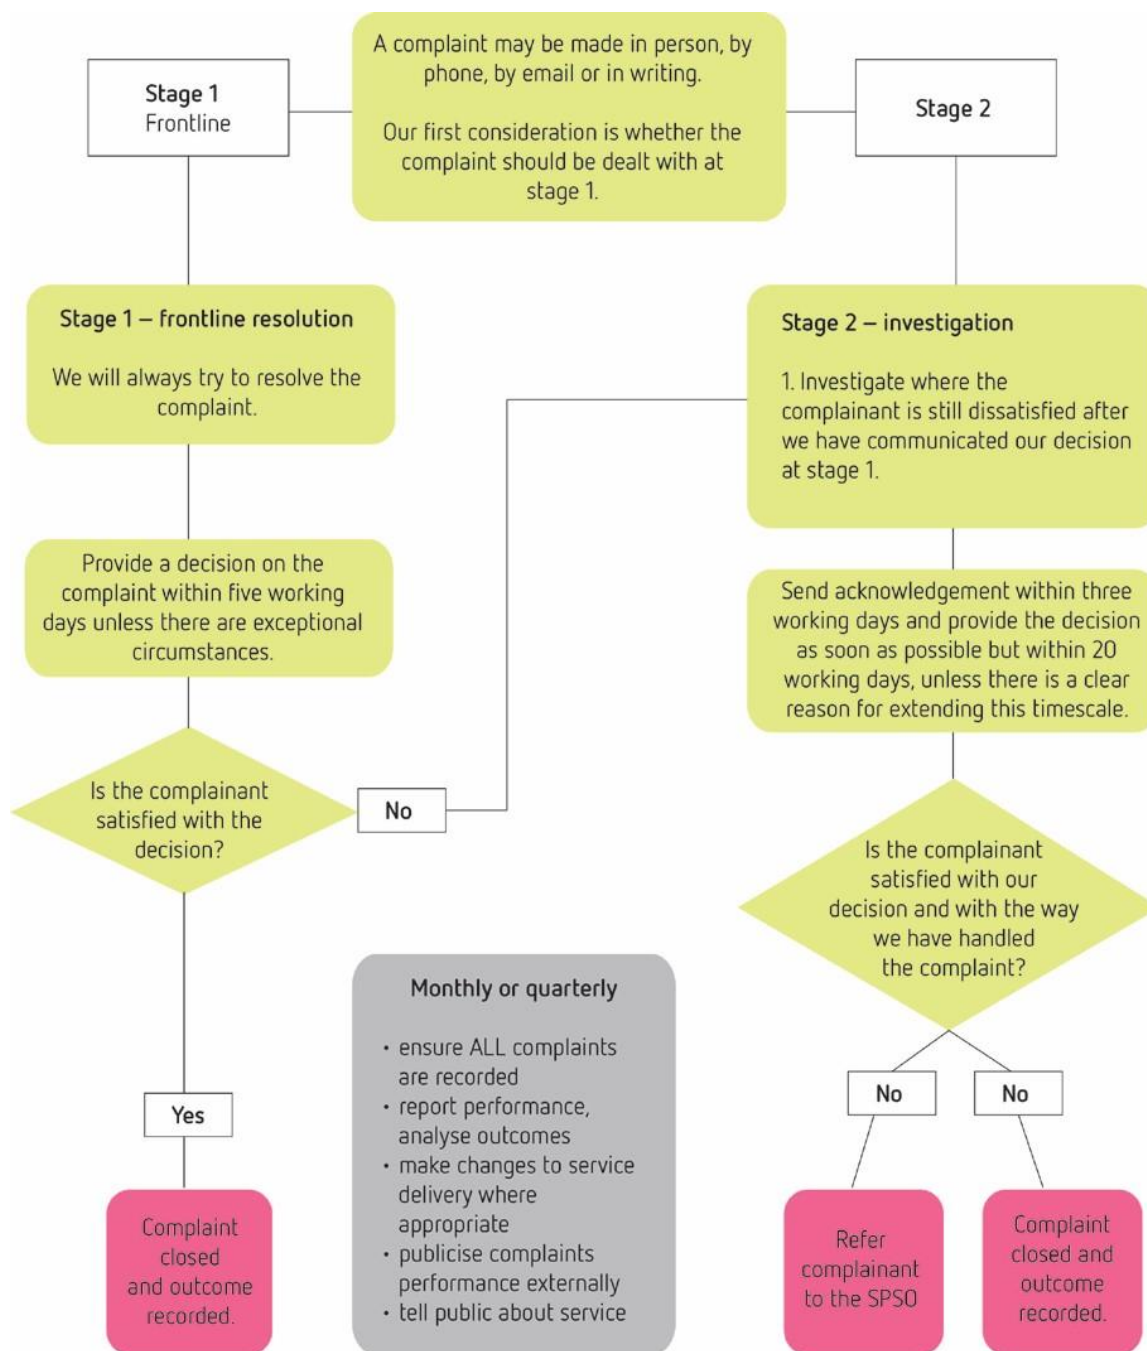 A complaint may be made in person, by
phone, by email or in writing.
Our first consideration is whether the
complaint should be dealt with at
stage 1.
Stage 1
Frontline
Stage 2
Stage 1 – frontline resolution
We will always try to resolve the
complaint.
Stage 2 – investigation
1. Investigate where the
complainant is still dissatisfied after
we have communicated our decision
at stage 1.
Provide a decision on the
complaint within five working
days unless there are exceptional
circumstances.
Send acknowledgement within three
working days and provide the decision
as soon as possible but within 20
working days, unless there is a clear
reason for extending this timescale.
Is the complainant
satisfied with the
decision?
No
Is the complainant
satisfied with our
decision and with the way
we have handled
the complaint?
Yes
Complaint
closed
and outcome
recorded.
Monthly or quarterly
• ensure ALL complaints
are recorded
• report performance,
analyse outcomes
• make changes to service
delivery where
appropriate
• publicise complaints
performance externally
• tell public about service
No
No
Refer
complainant
to the SPSO
Complaint
closed and
outcome
recorded.